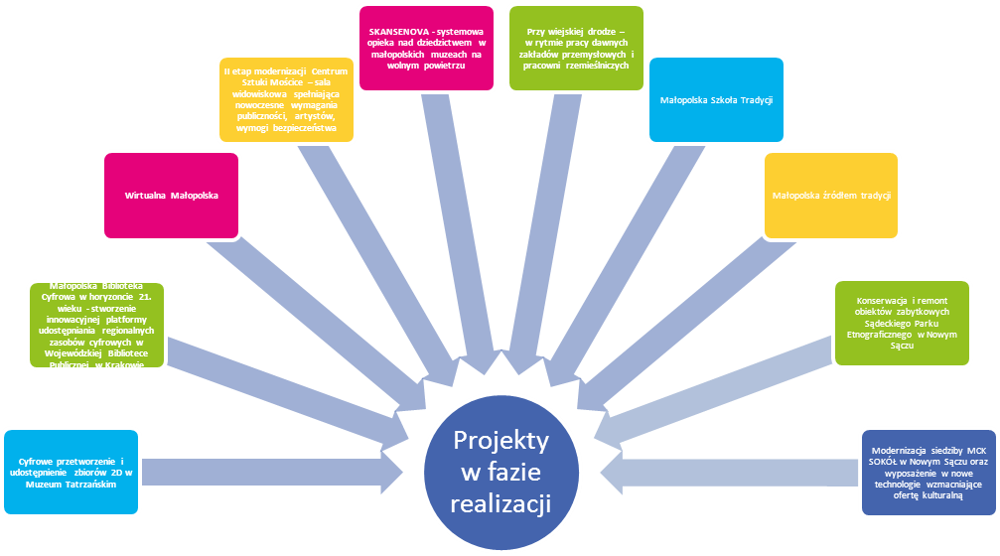 SKANSENOVA - systemowa
opieka nad dziedzictwem w
małopolskich muzeach na
wolnym powietrzu
Przy wiejskiej drodze –
w rytmie pracy dawnych
zakładów przemysłowych i
pracowni rzemieślniczych
II etap modernizacji Centrum
Sztuki Mościce – sala
widowiskowa spełniająca
nowoczesne wymagania
publiczności, artystów,
wymogi bezpieczeństwa
Małopolska Szkoła Tradycji
Wirtualna Małopolska
Małopolska źródłem tradycji
Małopolska Biblioteka
Cyfrowa w horyzoncie 21.
wieku - stworzenie
innowacyjnej platformy
udostępniania regionalnych
zasobów cyfrowych w
Wojewódzkiej Bibliotece
Publicznej w Krakowie
Konserwacja i remont
obiektów zabytkowych
Sądeckiego Parku
Etnograficznego w Nowym
Sączu
Cyfrowe przetworzenie i
udostępnienie zbiorów 2D w
Muzeum Tatrzańskim
Projekty
w fazie
realizacji
Modernizacja siedziby MCK
SOKÓŁ w Nowym Sączu oraz
wyposażenie w nowe
technologie wzmacniające
ofertę kulturalną